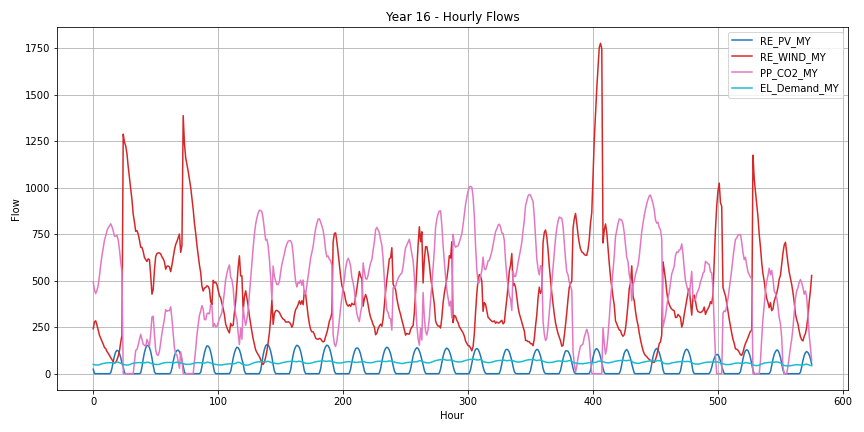 Year 16 - Hourly Flows
RE_PV_MY
RE_WIND_MY
PP_CO2_MY
EL_Demand_MY
1750
1500
1250
1000
750
500
250
0
Flow
0 100 200 300 400 500 600
Hour